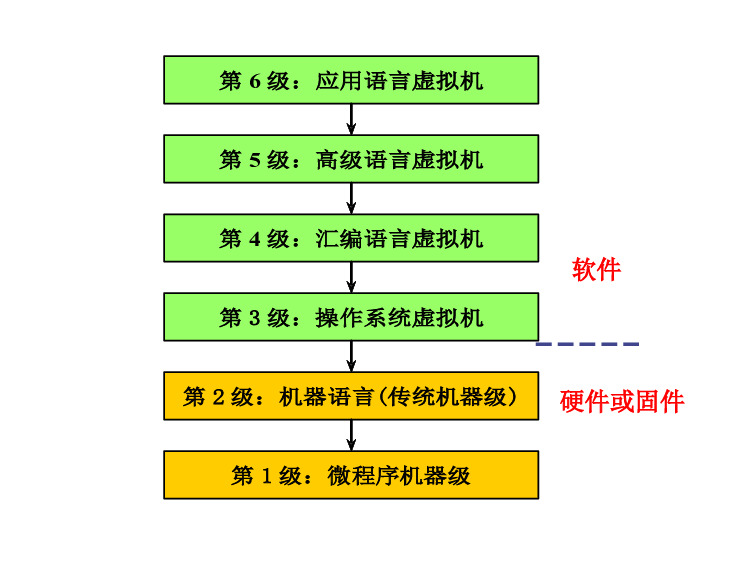 第 6 级：应用语言虚拟机
第 5 级：高级语言虚拟机
第 4 级：汇编语言虚拟机
软件
第 3 级：操作系统虚拟机
第 2 级：机器语言(传统机器级)
硬件或固件
第 1 级：微程序机器级